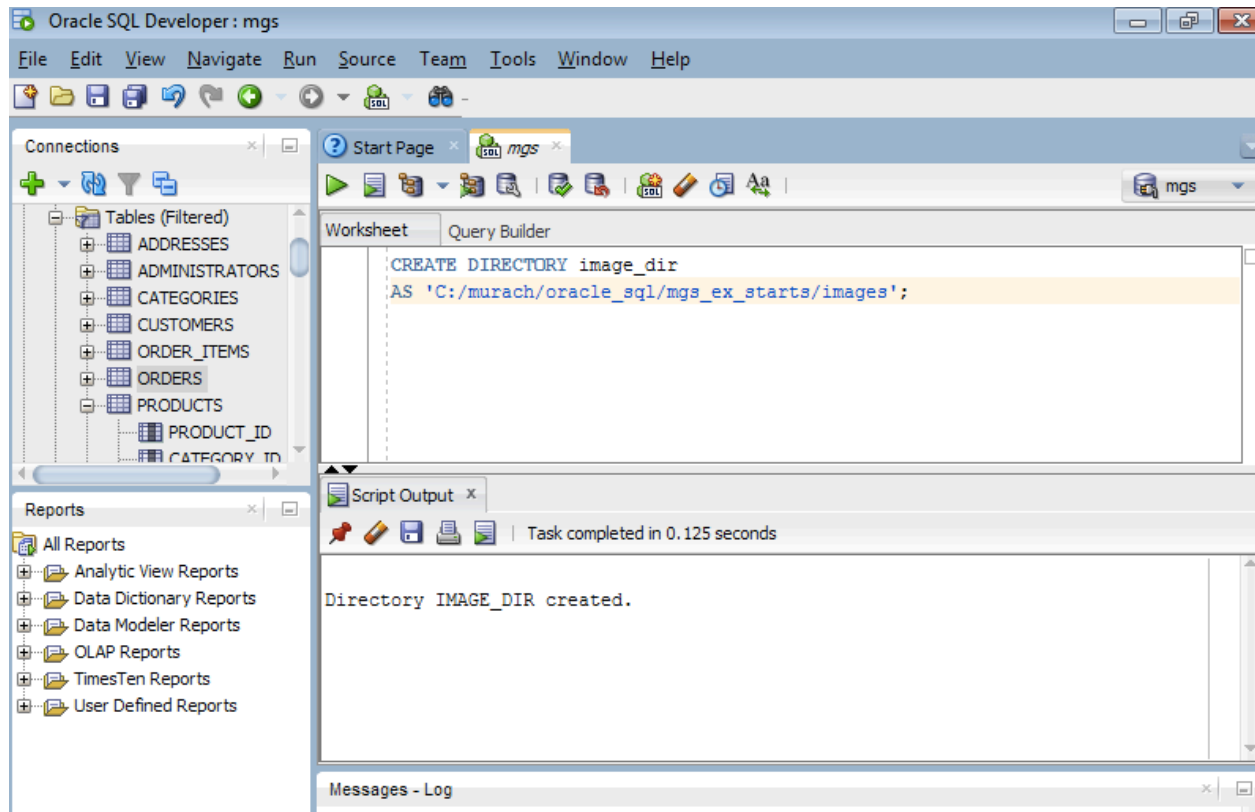 Oracle SQL Developer : mgs
File Edit View Navigate Run Source Team Tools Window Help
Connections
Tables (Filtered)
ADDRESSES
ADMINISTRATORS
CATEGORIES
CUSTOMERS
ORDER_ITEMS
ORDERS
PRODUCTS
PRODUCT_ID
CATEGORY_ID
Reports
All Reports
Analytic View Reports
Data Dictionary Reports
Data Modeler Reports
OLAP Reports
TimesTen Reports
User Defined Reports
Start Page mgs
mgs
Worksheet Query Builder
CREATE DIRECTORY image_dir
AS 'C:/murach/oracle_sql/mgs_ex_starts/images';
Script Output
Task completed in 0.125 seconds
Directory IMAGE_DIR created.
Messages - Log